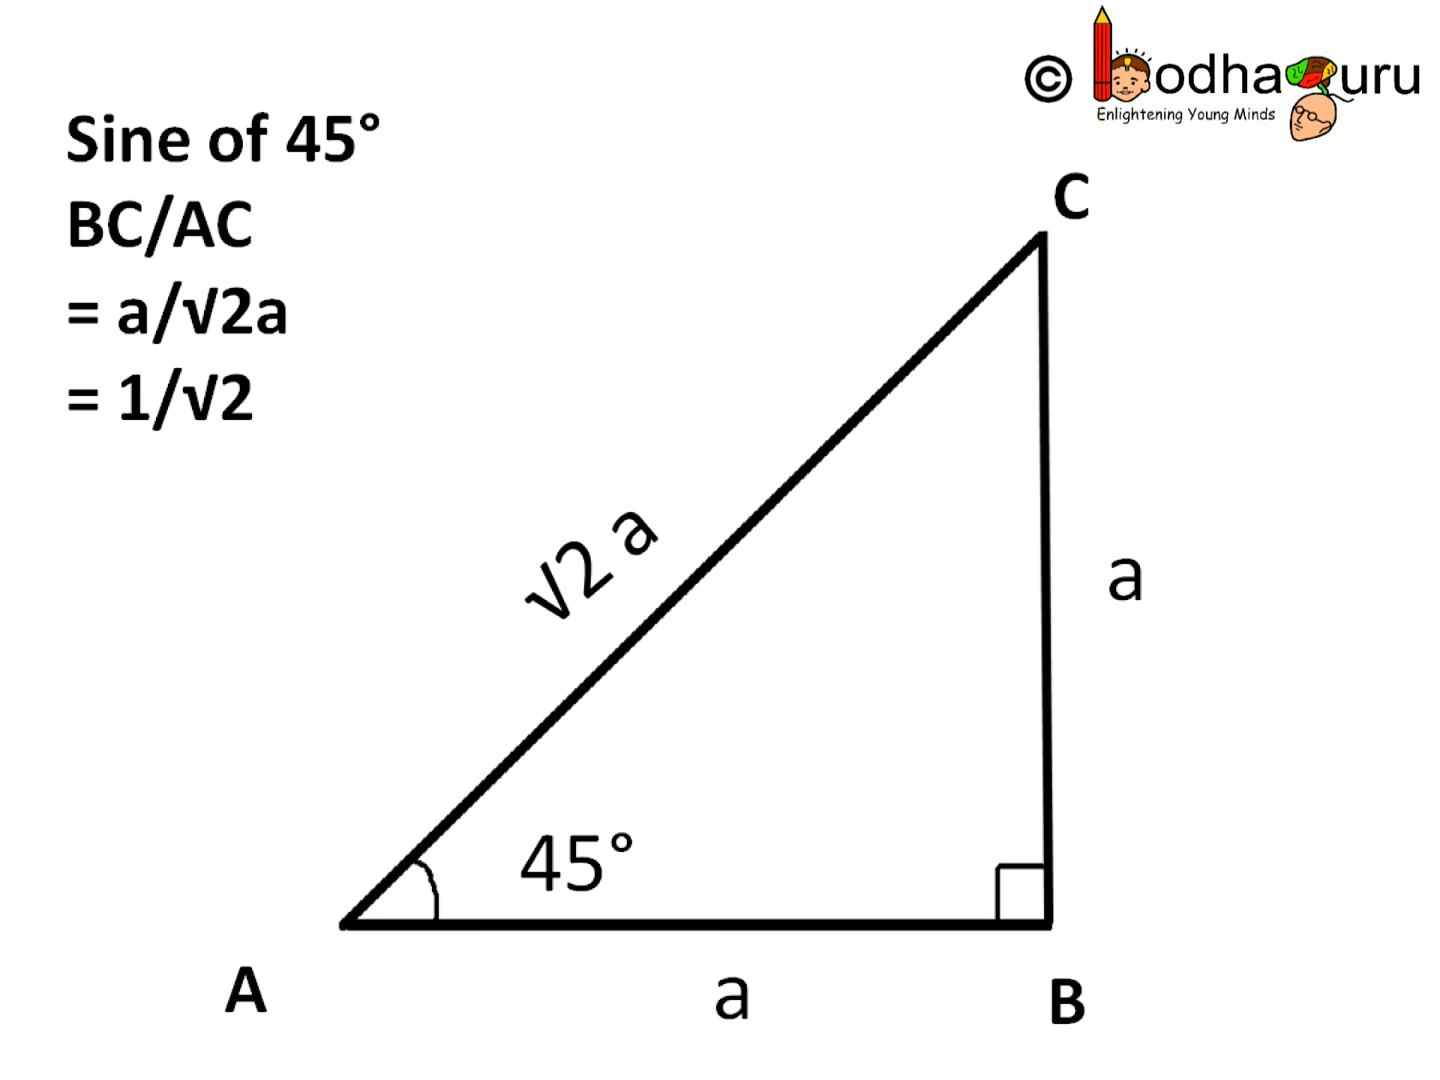 © bodhaguru
Enlightening Young Minds
Sine of 45°
BC/AC
= a/√2a
= 1/√2
C
√2 a
a
45°
A
a
B